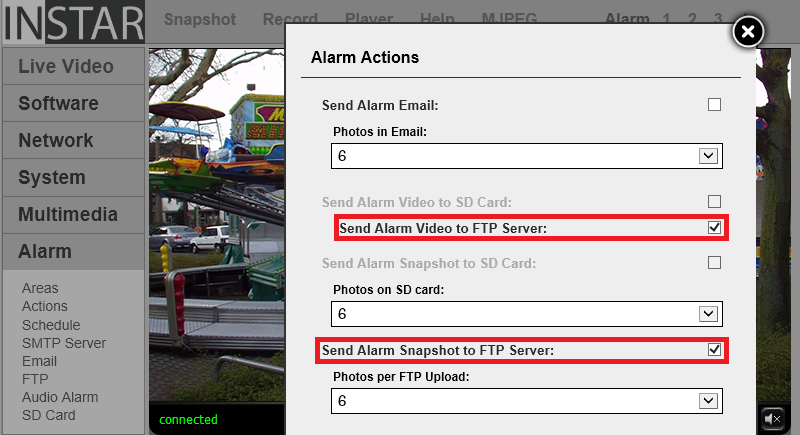 INSTAR
Snapshot Record Player Help MJPEG Alarm 1 2 3
Live Video
Software
Network
System
Multimedia
Alarm
Areas
Actions
Schedule
SMTP Server
Email
FTP
Audio Alarm
SD Card
Alarm Actions
Send Alarm Email:
Photos in Email:
6
Send Alarm Video to SD Card:
Send Alarm Video to FTP Server:
Send Alarm Snapshot to SD Card:
Photos on SD card:
6
Send Alarm Snapshot to FTP Server:
Photos per FTP Upload:
6
connected